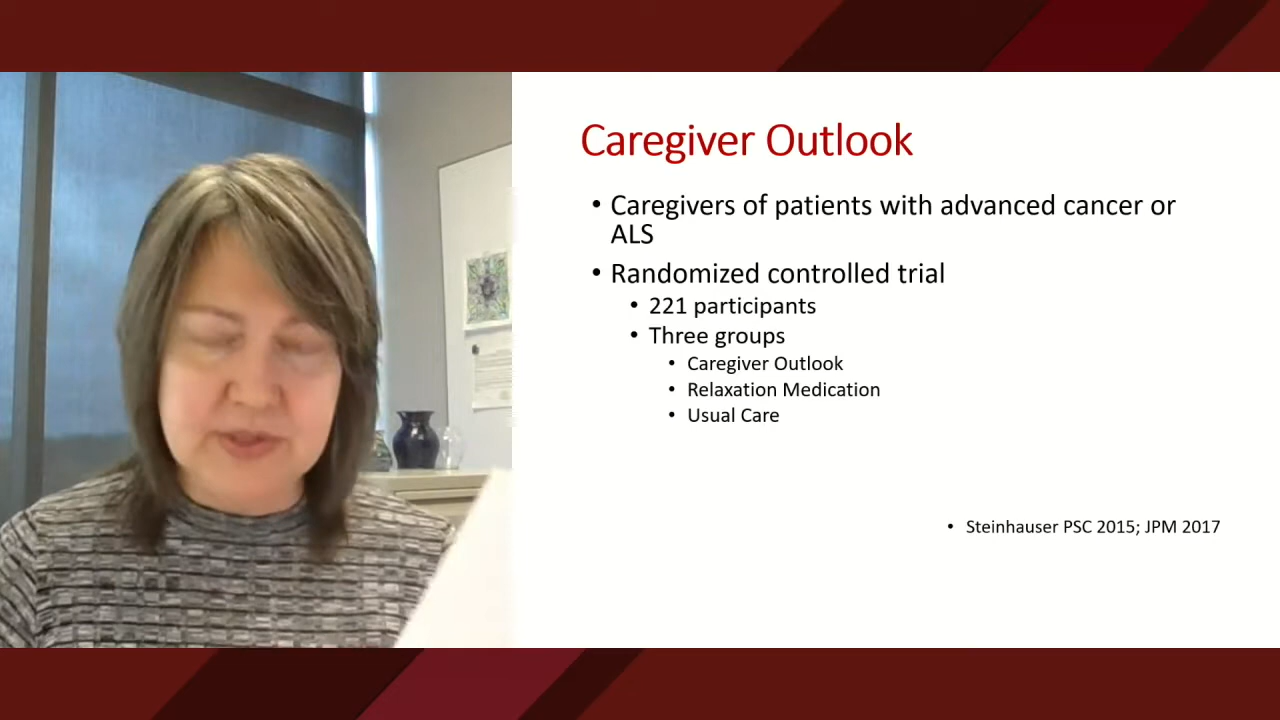 Caregiver Outlook
• Caregivers of patients with advanced cancer or
ALS
• Randomized controlled trial
• 221 participants
• Three groups
• Caregiver Outlook
• Relaxation Medication
• Usual Care
• Steinhauser PSC 2015; JPM 2017